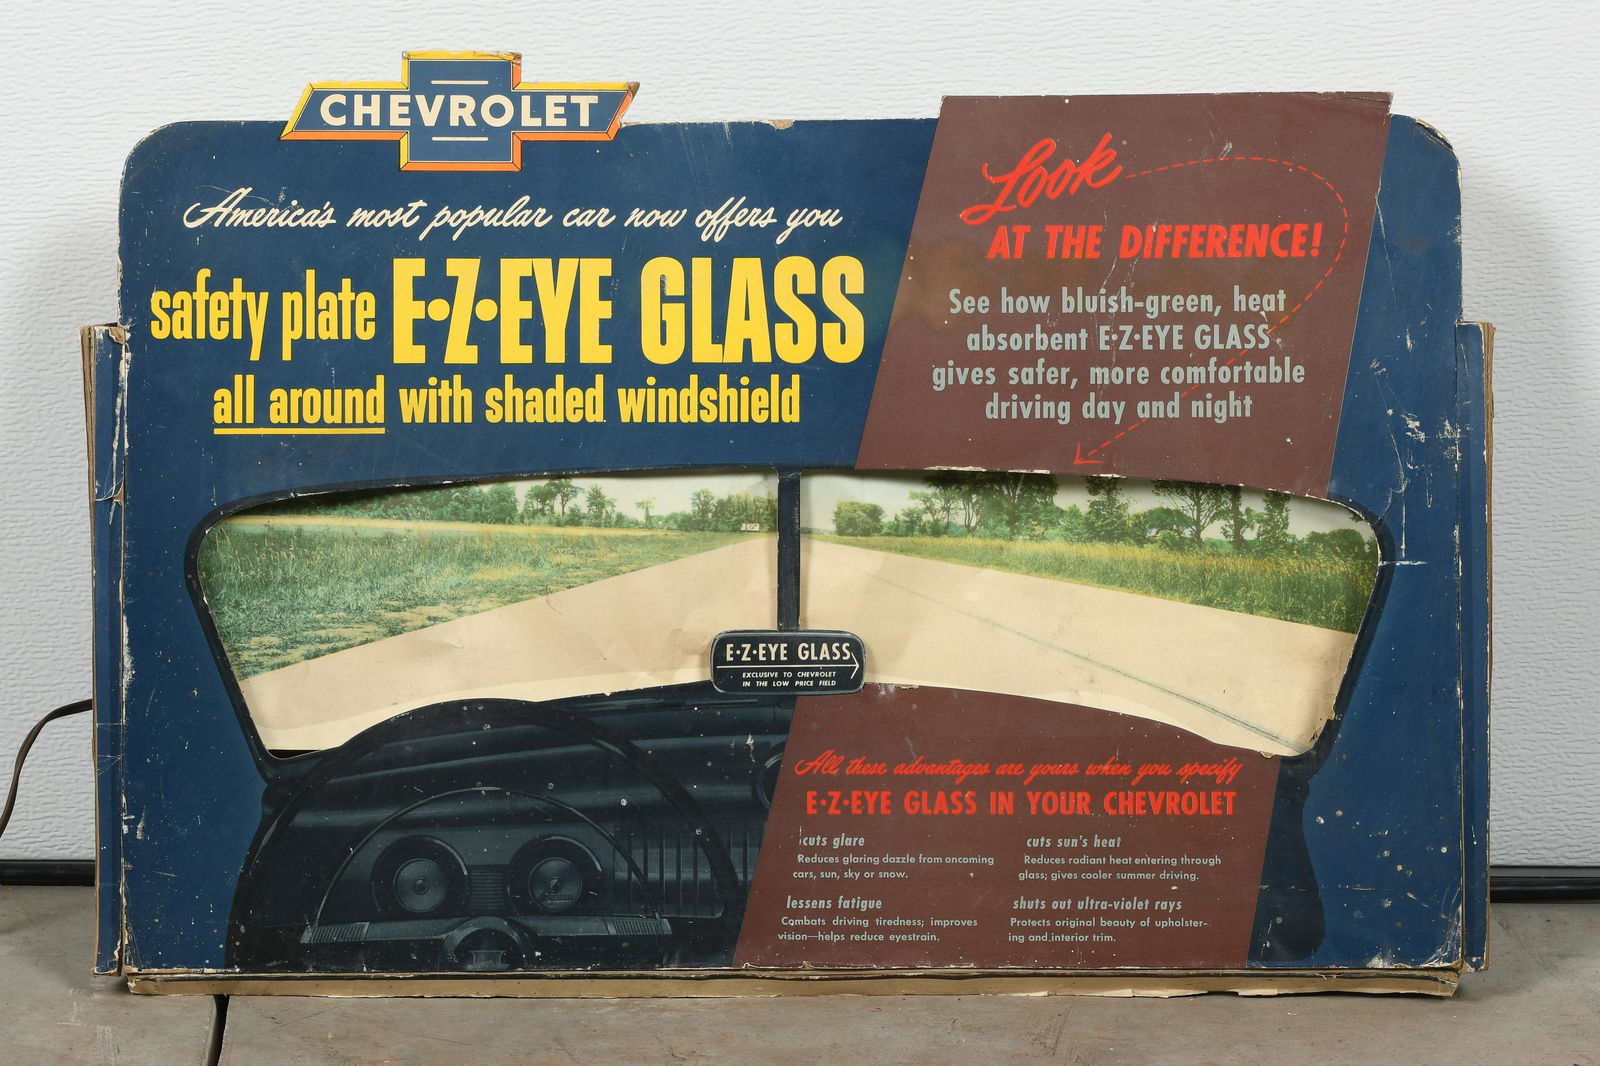 CHEVROLET
America's most popular car now offers you
safety plate E·Z·EYE GLASS
all around with shaded windshield
Look
AT THE DIFFERENCE!
See how bluish-green, heat
absorbent E·Z·EYE GLASS
gives safer, more comfortable
driving day and night
E·Z·EYE GLASS
EXCLUSIVE TO CHEVROLET
IN THE LOW PRICE FIELD
All these advantages are yours when you specify
E·Z·EYE GLASS IN YOUR CHEVROLET
cuts glare
Reduces glaring dazzle from oncoming
cars, sun, sky or snow.
cuts sun's heat
Reduces radiant heat entering through
glass; gives cooler summer driving.
lessens fatigue
Combats driving tiredness; improves
vision—helps reduce eyestrain.
shuts out ultra-violet rays
Protects original beauty of upholster-
ing and interior trim.